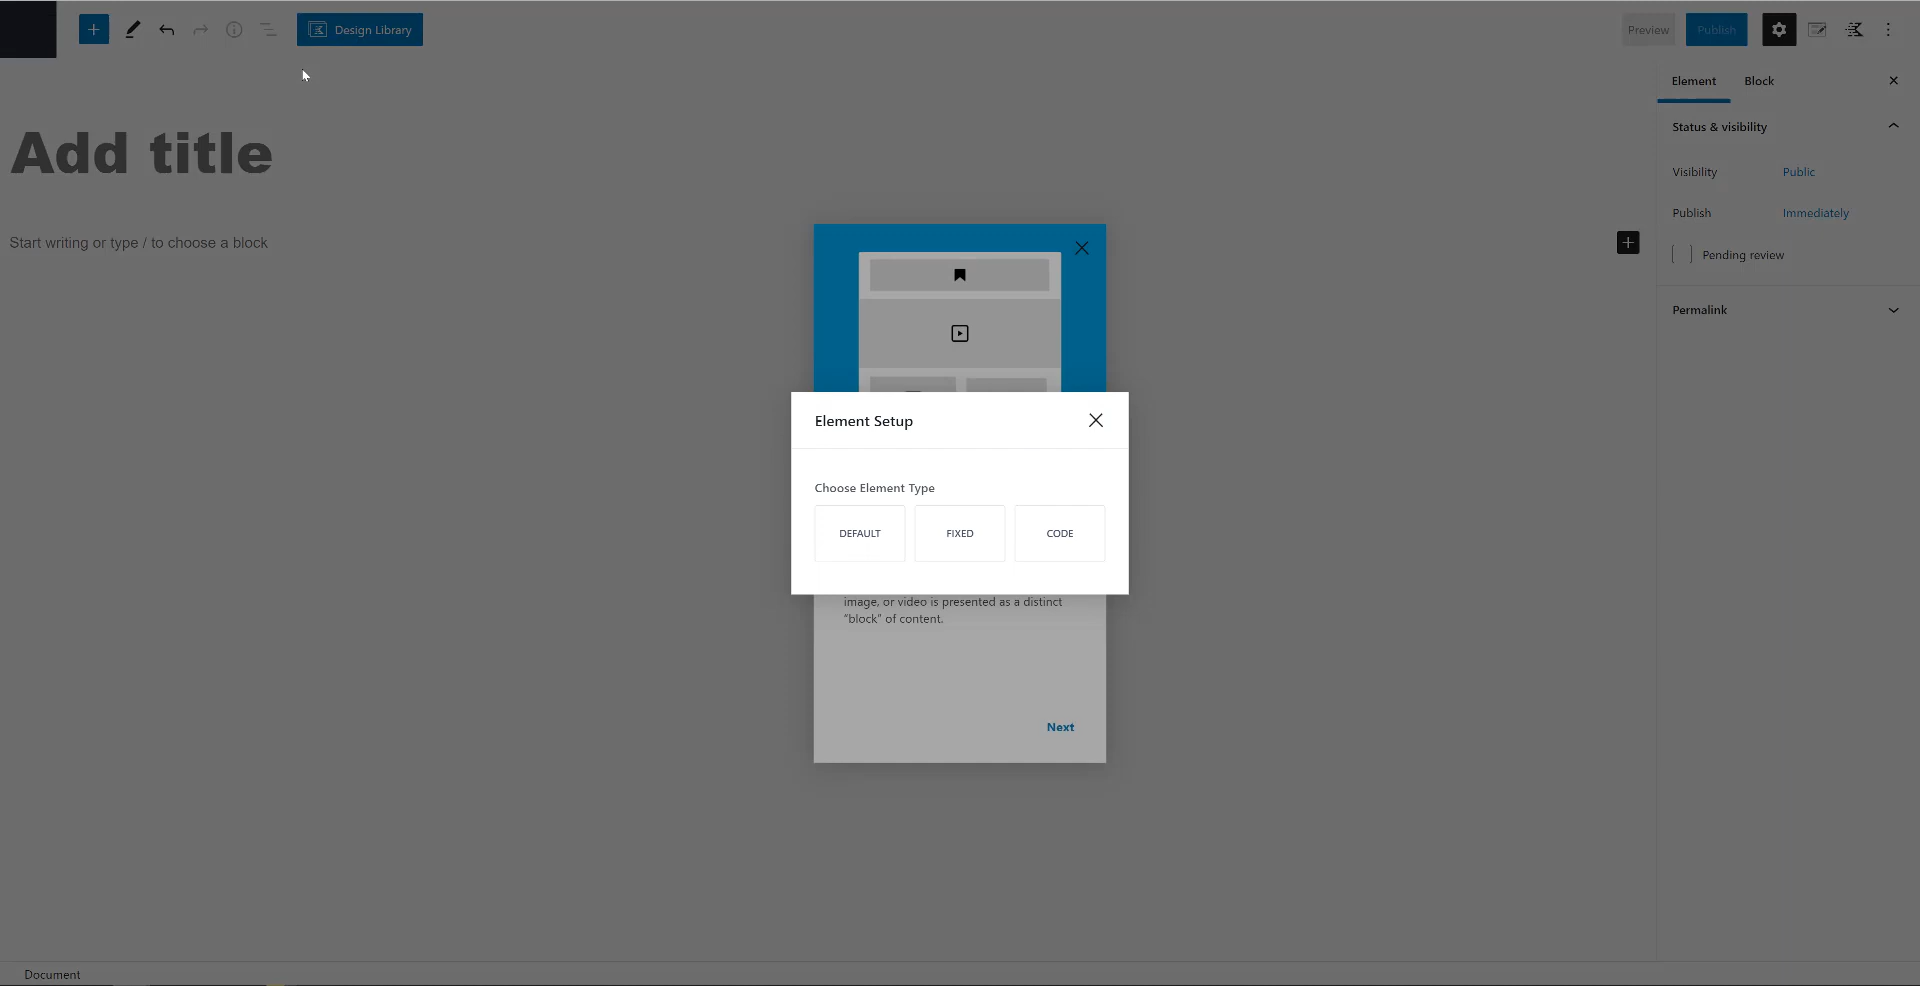 Design Library
Preview
Publish
Element
Block
Add title
Status & visibility
Visibility
Public
Publish
Immediately
Start writing or type / to choose a block
Pending review
Permalink
Element Setup
Choose Element Type
DEFAULT
FIXED
CODE
image, or video is presented as a distinct
"block" of content.
Next
Document